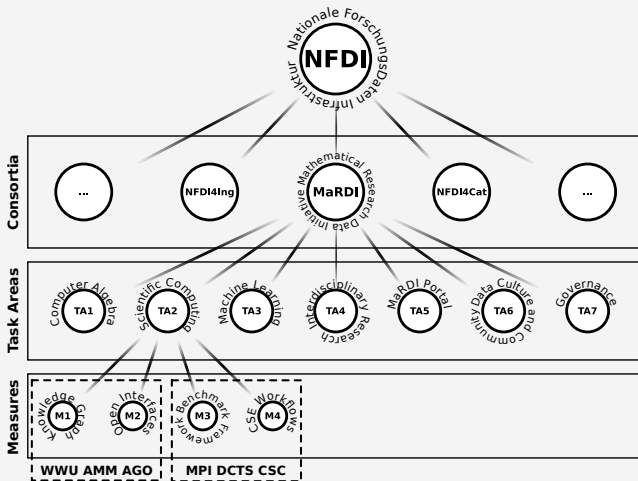 Nationale ForschungsDaten Infrastruktur
NFDI
Consortia
...
NFDI4Ing
Mathematical Research Data Initiative
MaRDI
NFDI4Cat
...
Task Areas
Computer Algebra
TA1
Scientific Computing
TA2
Machine Learning
TA3
Interdisciplinary Research
TA4
MaRDI Portal
TA5
Data Culture and Community
TA6
Governance
TA7
Measures
Knowledge Graph
M1
Open Interfaces
M2
Benchmark Framework
M3
CSE Workflows
M4
WWU AMM AGO
MPI DCTS CSC